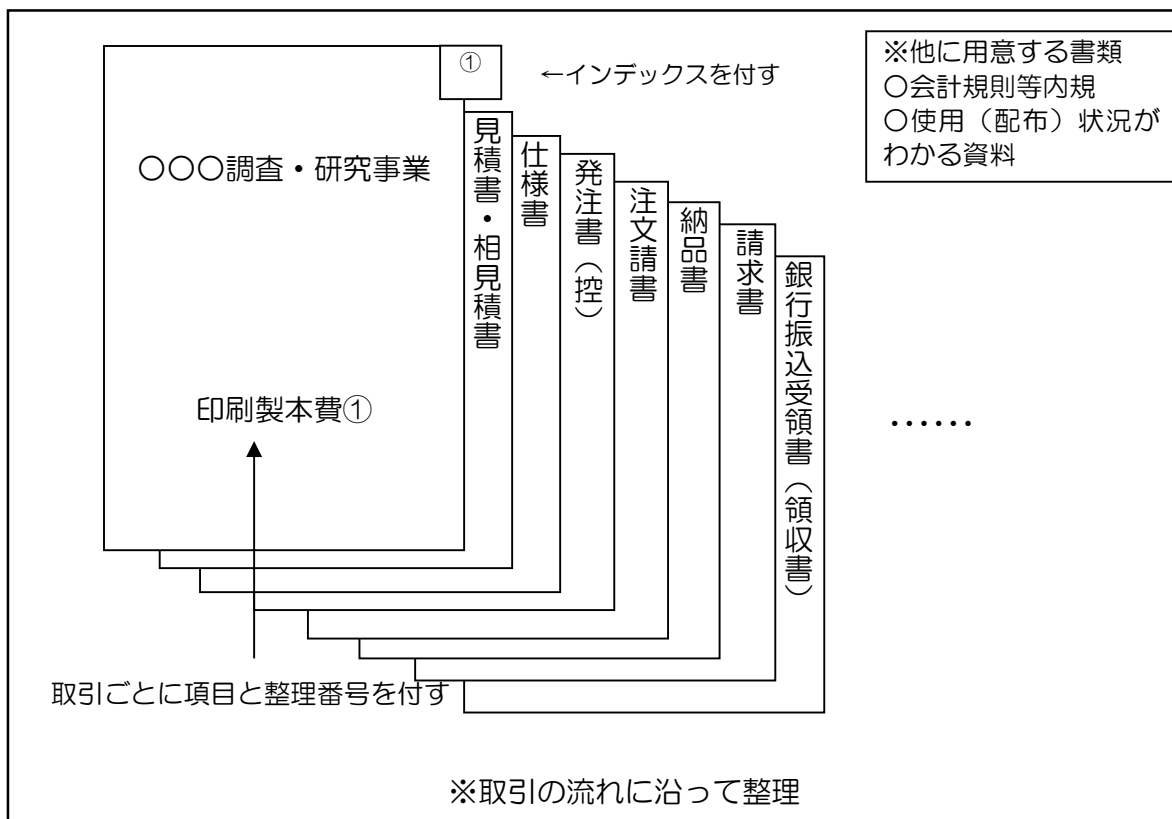 ①
←インデックスを付す
※他に用意する書類
○会計規則等内規
○使用（配布）状況が
わかる資料
○○○調査・研究事業
印刷製本費①
見積書・相見積書
仕様書
発注書（控）
注文請書
納品書
請求書
銀行振込受領書（領収書）
……
取引ごとに項目と整理番号を付す
※取引の流れに沿って整理